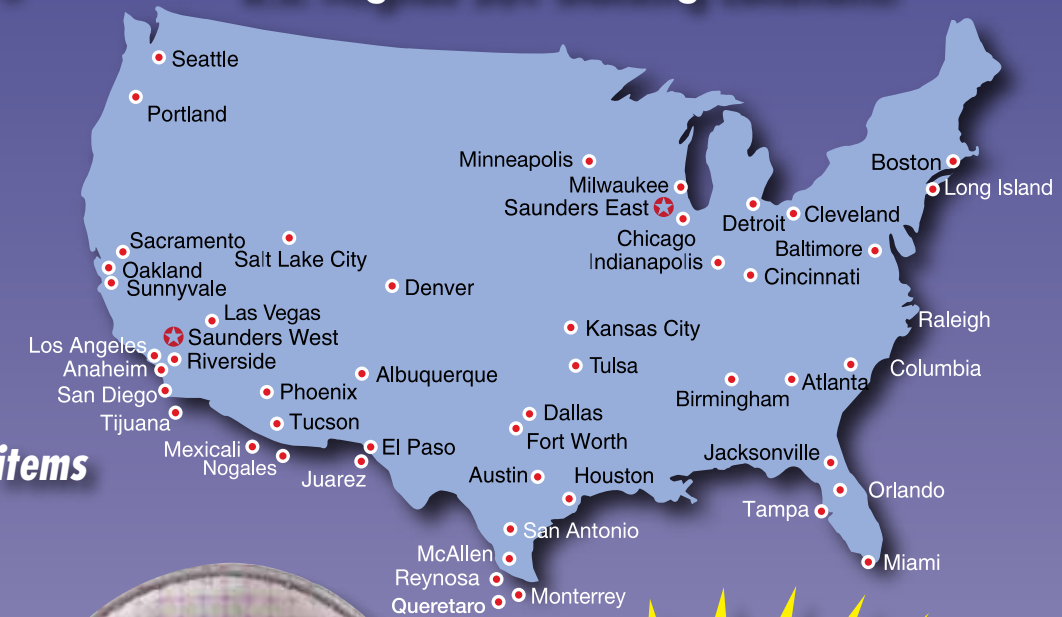 Seattle
Portland
Minneapolis
Boston
Milwaukee
Long Island
Saunders East
Detroit
Cleveland
Chicago
Sacramento
Baltimore
Salt Lake City
Indianapolis
Oakland
Cincinnati
Sunnyvale
Denver
Las Vegas
Raleigh
Kansas City
Saunders West
Los Angeles
Riverside
Tulsa
Anaheim
Columbia
Albuquerque
Atlanta
Phoenix
San Diego
Birmingham
Dallas
Tijuana
Tucson
Fort Worth
El Paso
Mexicali
Jacksonville
items
Nogales
Austin
Houston
Juarez
Orlando
Tampa
San Antonio
McAllen
Miami
Reynosa
Monterrey
Queretaro